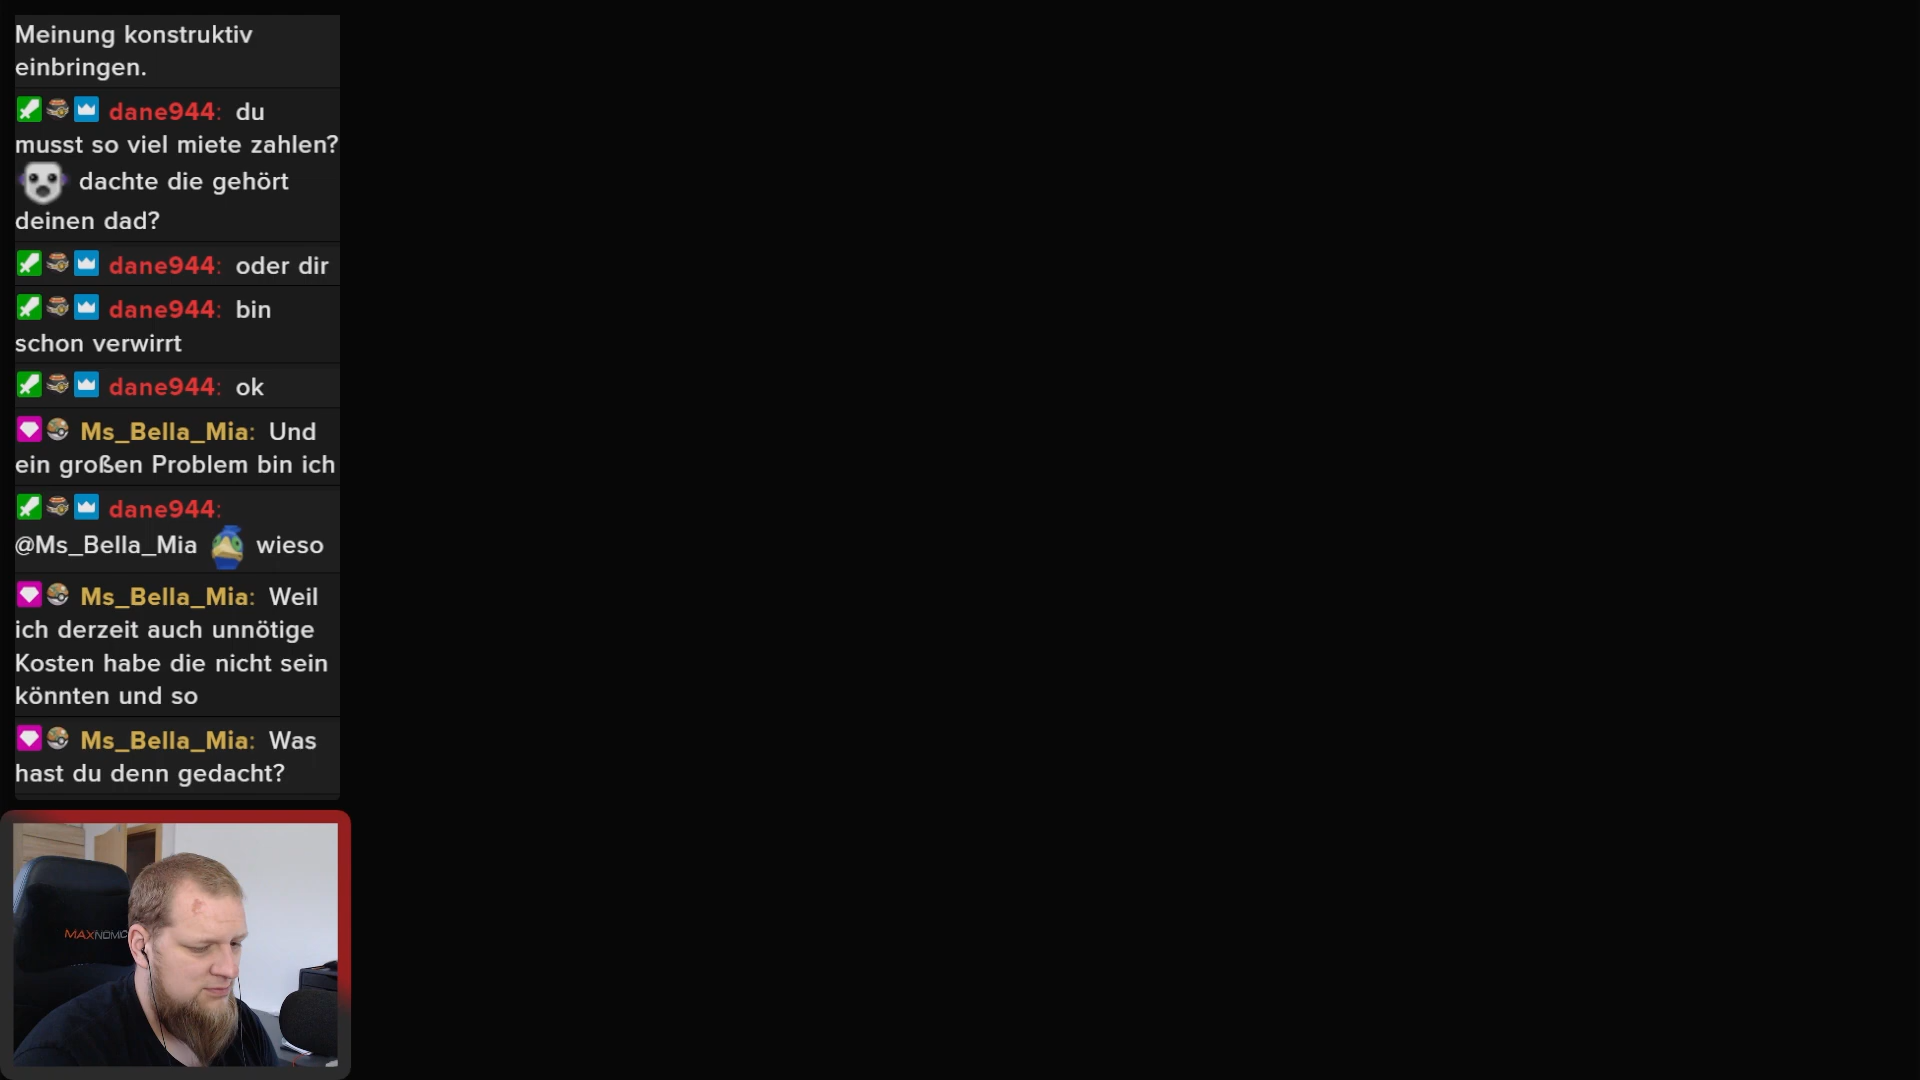 Meinung konstruktiv
einbringen.
dane944: du
musst so viel miete zahlen?
dachte die gehört
deinen dad?
dane944: oder dir
dane944: bin
schon verwirrt
dane944: ok
Ms_Bella_Mia: Und
ein großen Problem bin ich
dane944:
@Ms_Bella_Mia wieso
Ms_Bella_Mia: Weil
ich derzeit auch unnötige
Kosten habe die nicht sein
könnten und so
Ms_Bella_Mia: Was
hast du denn gedacht?
MAXNOMIC